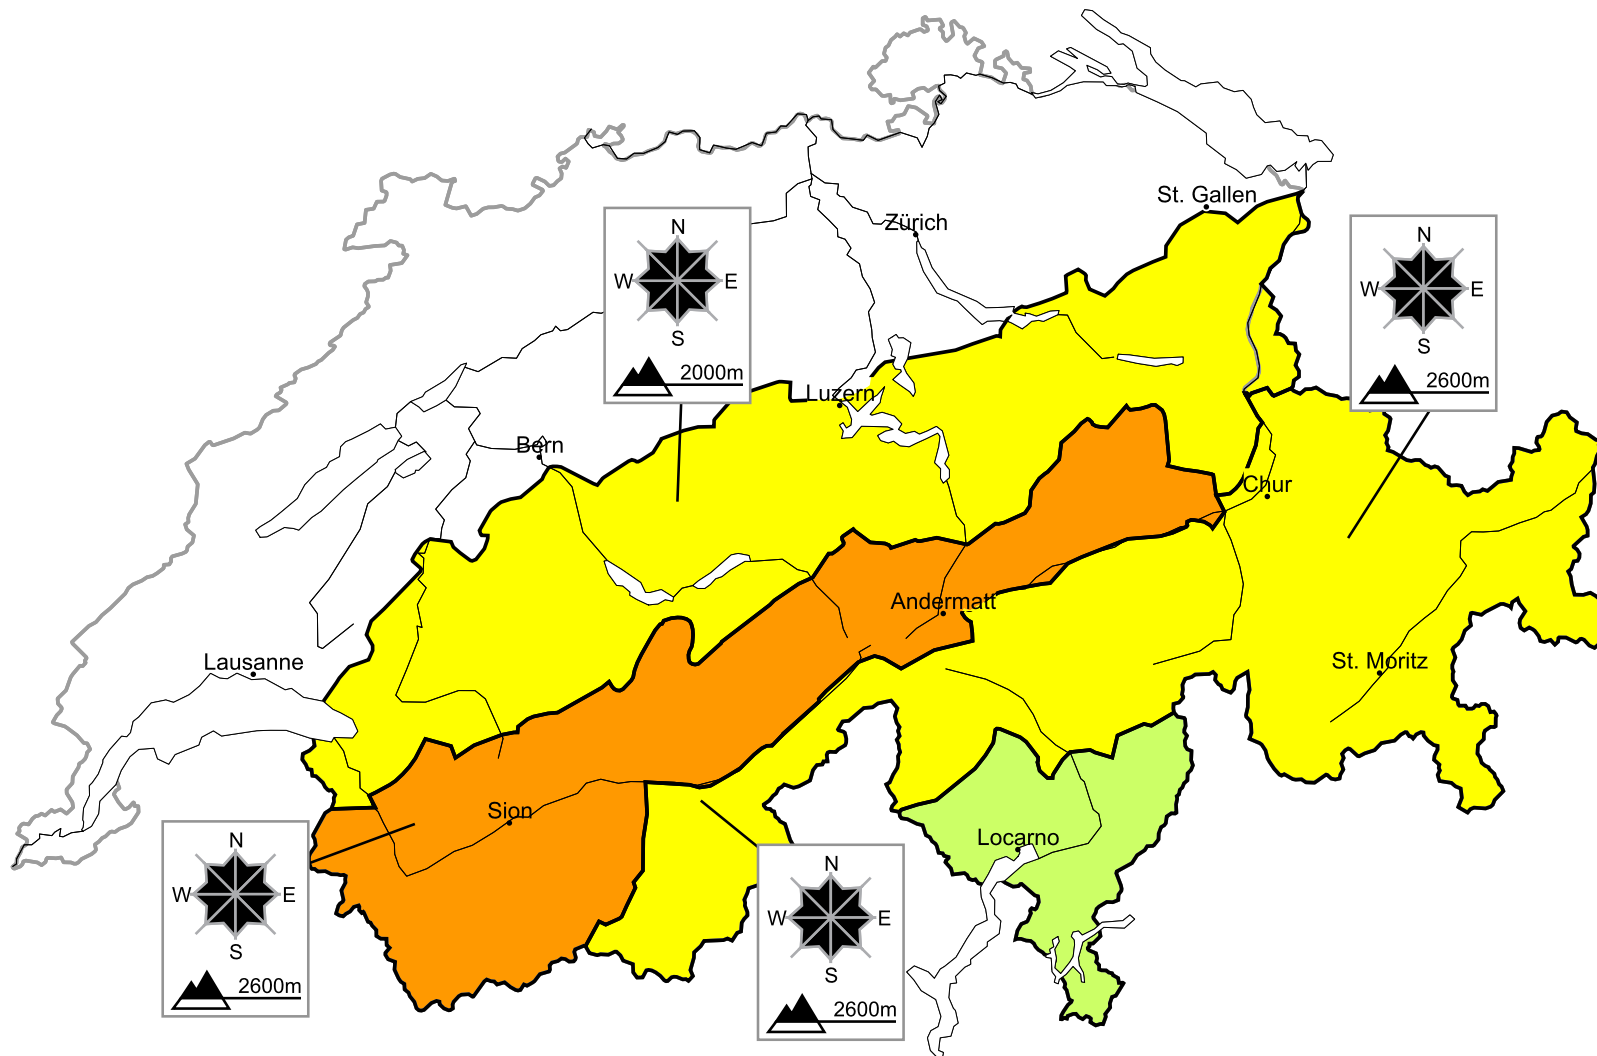 St. Gallen
Zürich
N
W E
S
2000m
N
W E
S
2600m
Luzern
Bern
Chur
Andermatt
Lausanne
St. Moritz
Sion
Locarno
N
W E
S
2600m
N
W E
S
2600m